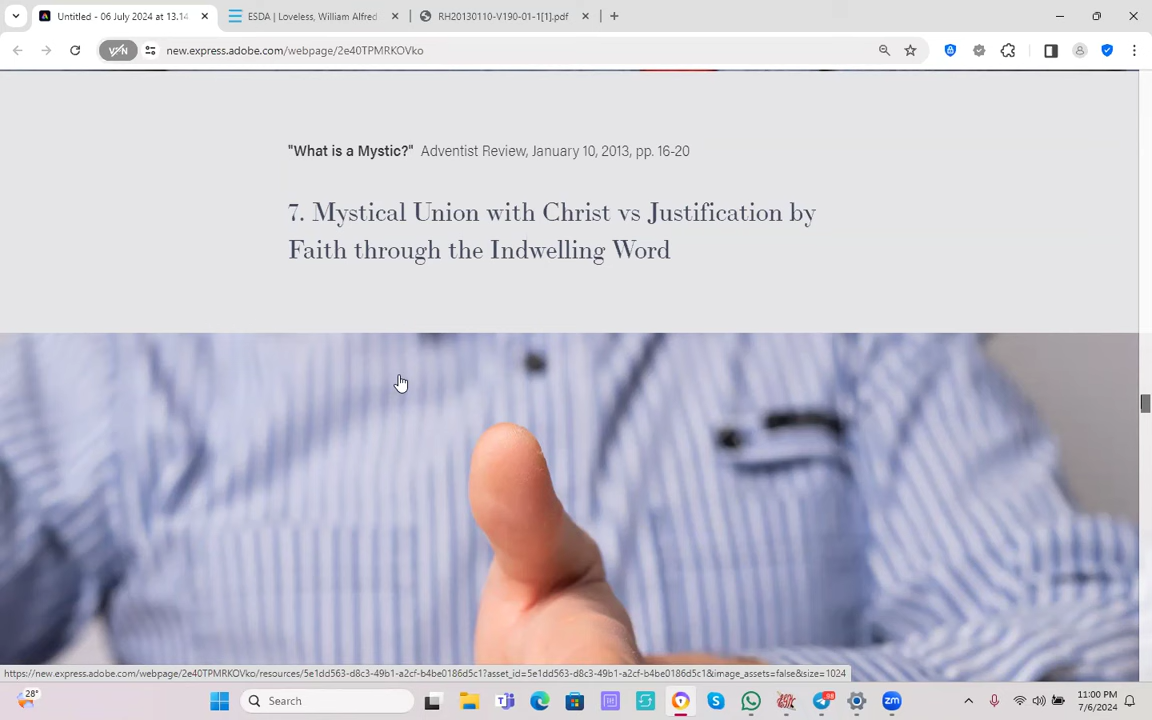 Untitled - 06 July 2024 at 13.14
ESDA | Loveless, William Alfred
RH20130110-V190-01-1[1].pdf
new.express.adobe.com/webpage/2e40TPMRKOVko
"What is a Mystic?" Adventist Review, January 10, 2013, pp. 16-20
7. Mystical Union with Christ vs Justification by
Faith through the Indwelling Word
https://new.express.adobe.com/webpage/2e40TPMRKOVko/resources/5e1dd563-d8c3-49b1-a2cf-b4be0186d5c1?asset_id=5e1dd563-d8c3-49b1-a2cf-b4be0186d5c1&image_assets=false&size=1024
28°
Search
98
11:00 PM
7/6/2024